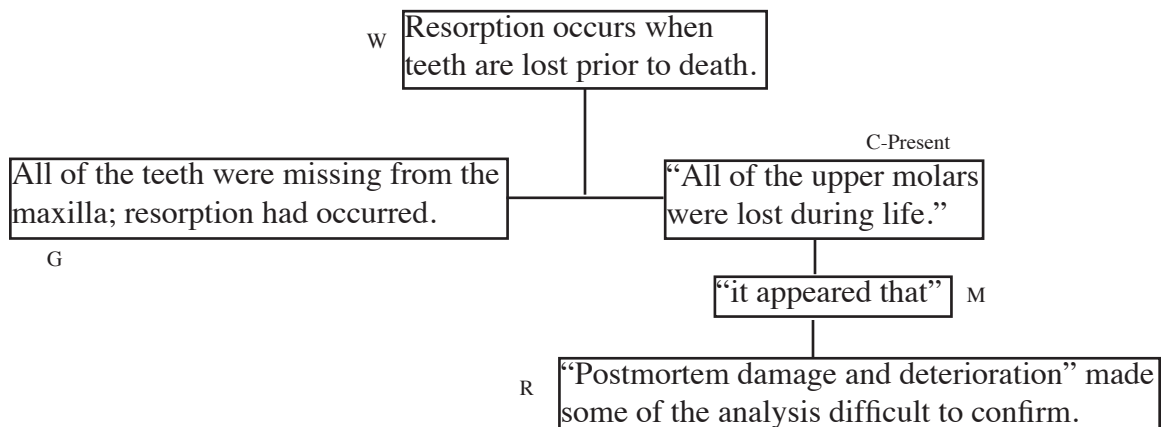 W
Resorption occurs when
teeth are lost prior to death.
C-Present
All of the teeth were missing from the
maxilla; resorption had occurred.
G
“All of the upper molars
were lost during life.”
“it appeared that”
M
R
“Postmortem damage and deterioration” made
some of the analysis difficult to confirm.